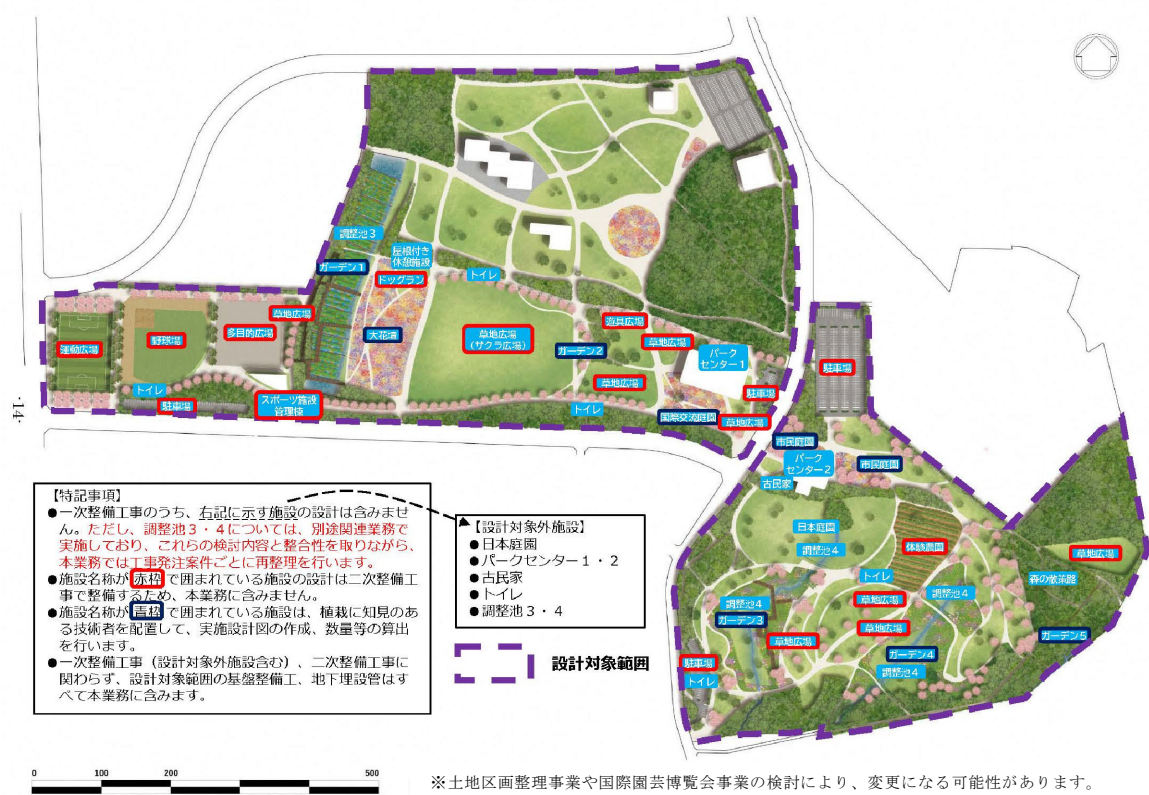 調整池3
屋根付き
休憩施設
ガーデン1
ドッグラン
トイレ
草地広場
遊具広場
運動広場
野球場
多目的広場
大花壇
草地広場
(サクラ広場)
ガーデン2
草地広場
パーク
センター1
駐車場
トイレ
駐車場
スポーツ施設
管理棟
草地広場
トイレ
駐車場
国際交流庭園
草地広場
市民庭園
パーク
センター2
市民庭園
古民家
日本庭園
調整池4
体験農園
草地広場
トイレ
森の散策路
調整池4
草地広場
調整池4
ガーデン3
草地広場
草地広場
ガーデン5
ガーデン4
駐車場
調整池4
トイレ
【特記事項】
●一次整備工事のうち、右記に示す施設の設計は含みませ
ん。ただし、調整池3・4については、別途関連業務で
実施しており、これらの検討内容と整合性を取りながら、
本業務では工事発注案件ごとに再整理を行います。
●施設名称が赤枠で囲まれている施設の設計は二次整備工
事で整備するため、本業務に含みません。
●施設名称が青枠で囲まれている施設は、植栽に知見のあ
る技術者を配置して、実施設計図の作成、数量等の算出
を行います。
●一次整備工事(設計対象外施設含む)、二次整備工事に
関わらず、設計対象範囲の基盤整備工、地下埋設管はす
べて本業務に含みます。
【設計対象外施設】
●日本庭園
●パークセンター1・2
●古民家
●トイレ
●調整池3・4
設計対象範囲
0 100 200 500
※土地区画整理事業や国際園芸博覧会事業の検討により、変更になる可能性があります。
-14-